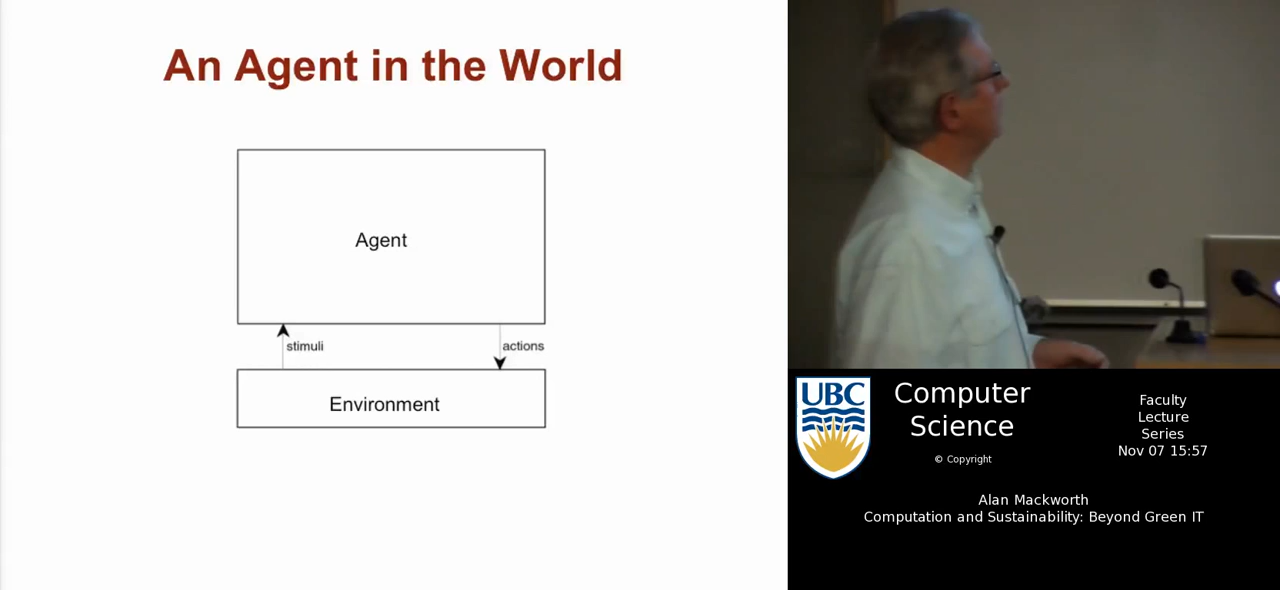 An Agent in the World
Agent
stimuli
actions
Environment
UBC
Computer
Science
© Copyright
Faculty
Lecture
Series
Nov 07 15:57
Alan Mackworth
Computation and Sustainability: Beyond Green IT